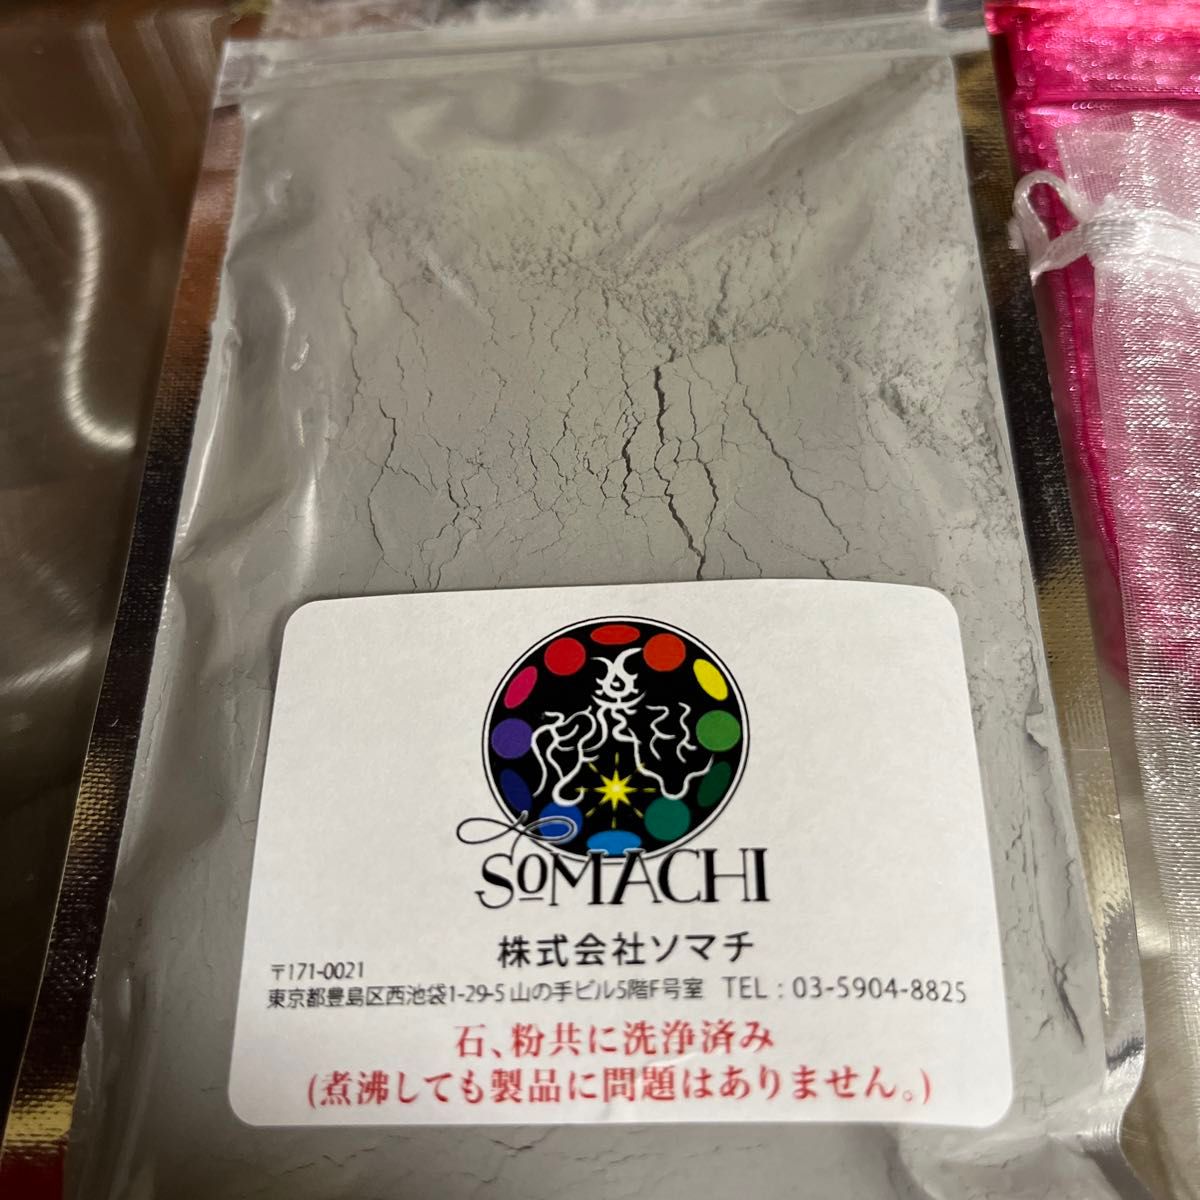 SoMACHI
株式会社ソマチ
〒171-0021
東京都豊島区西池袋1-29-5 山の手ビル5階F号室 TEL：03-5904-8825
石、粉共に洗浄済み
(煮沸しても製品に問題はありません。)